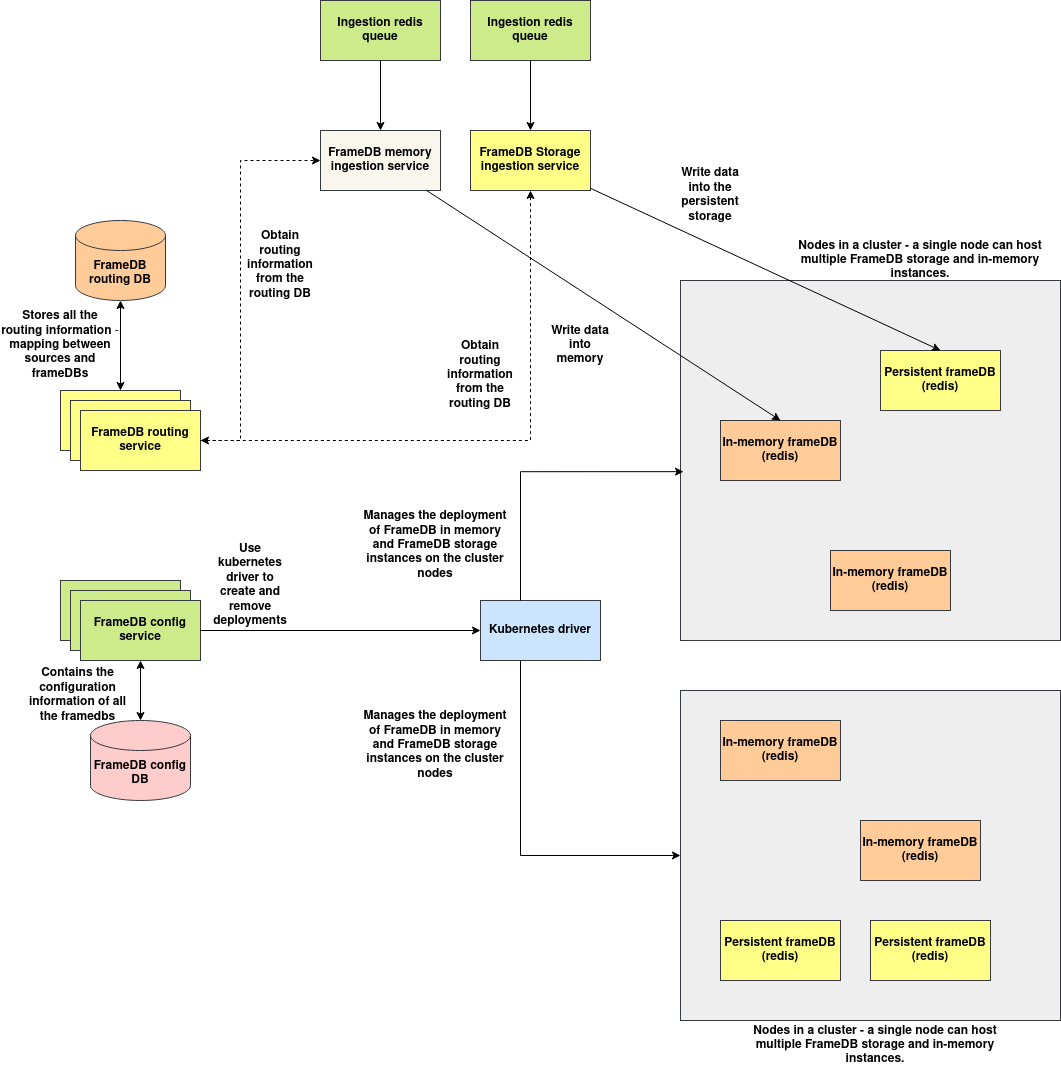 Ingestion redis
queue
Ingestion redis
queue
FrameDB memory
ingestion service
FrameDB Storage
ingestion service
Write data
into the
persistent
storage
Obtain
routing
information
from the
routing DB
FrameDB
routing DB
Nodes in a cluster - a single node can host
multiple FrameDB storage and in-memory
instances.
Stores all the
routing information -
mapping between
sources and
frameDBs
Obtain
routing
information
from the
routing DB
Write data
into
memory
Persistent frameDB
(redis)
FrameDB routing
service
In-memory frameDB
(redis)
Manages the deployment
of FrameDB in memory
and FrameDB storage
instances on the cluster
nodes
Use
kubernetes
driver to
create and
remove
deployments
In-memory frameDB
(redis)
FrameDB config
service
Kubernetes driver
Contains the
configuration
information of all
the framedbs
FrameDB config
DB
Manages the deployment
of FrameDB in memory
and FrameDB storage
instances on the cluster
nodes
In-memory frameDB
(redis)
In-memory frameDB
(redis)
Persistent frameDB
(redis)
Persistent frameDB
(redis)
Nodes in a cluster - a single node can host
multiple FrameDB storage and in-memory
instances.